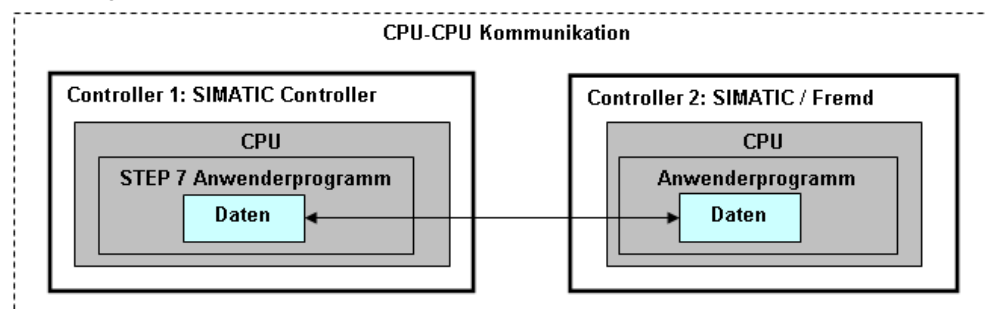 CPU-CPU Kommunikation
Controller 1: SIMATIC Controller
CPU
STEP 7 Anwenderprogramm
Daten
Controller 2: SIMATIC / Fremd
CPU
Anwenderprogramm
Daten